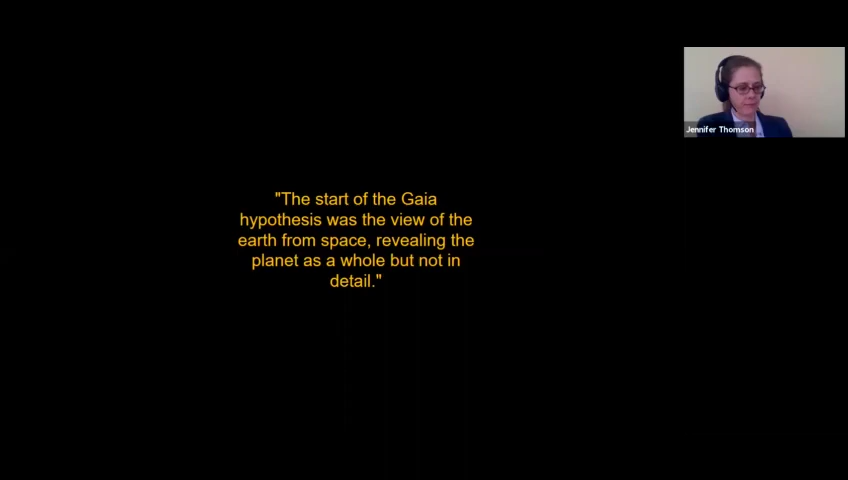 "The start of the Gaia
hypothesis was the view of the
earth from space, revealing the
planet as a whole but not in
detail."
Jennifer Thomson